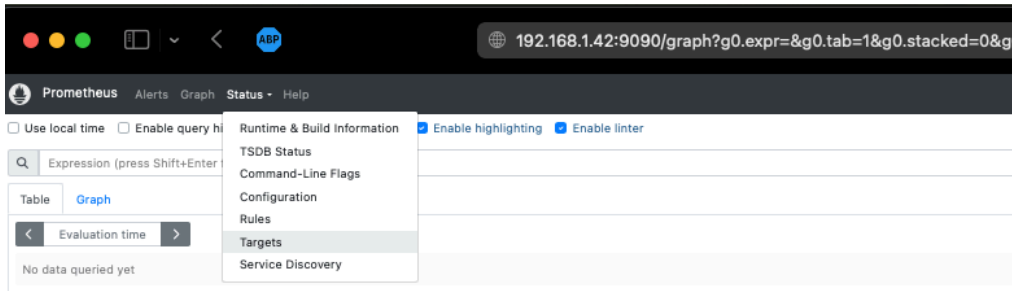 ABP
192.168.1.42:9090/graph?g0.expr=&g0.tab=1&g0.stacked=0&g
Prometheus Alerts Graph Status Help
Use local time Enable query hi Enable highlighting Enable linter
Expression (press Shift+Enter
Table Graph
Evaluation time
No data queried yet
Runtime & Build Information
TSDB Status
Command-Line Flags
Configuration
Rules
Targets
Service Discovery